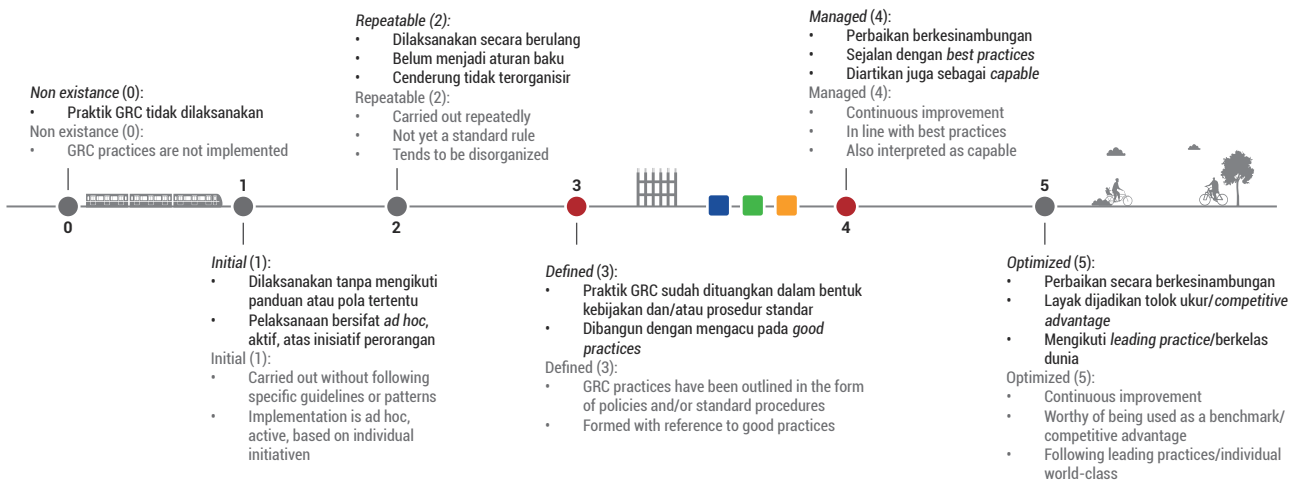 Non existance (0):
• Praktik GRC tidak dilaksanakan
Non existance (0):
• GRC practices are not implemented
0
1
Initial (1):
• Dilaksanakan tanpa mengikuti
panduan atau pola tertentu
• Pelaksanaan bersifat ad hoc,
aktif, atas inisiatif perorangan
Initial (1):
• Carried out without following
specific guidelines or patterns
• Implementation is ad hoc,
active, based on individual
initiativen
Repeatable (2):
• Dilaksanakan secara berulang
• Belum menjadi aturan baku
• Cenderung tidak terorganisir
Repeatable (2):
• Carried out repeatedly
• Not yet a standard rule
• Tends to be disorganized
2
3
Defined (3):
• Praktik GRC sudah dituangkan dalam bentuk
kebijakan dan/atau prosedur standar
• Dibangun dengan mengacu pada good
practices
Defined (3):
• GRC practices have been outlined in the form
of policies and/or standard procedures
• Formed with reference to good practices
Managed (4):
• Perbaikan berkesinambungan
• Sejalan dengan best practices
• Diartikan juga sebagai capable
Managed (4):
• Continuous improvement
• In line with best practices
• Also interpreted as capable
4
5
Optimized (5):
• Perbaikan secara berkesinambungan
• Layak dijadikan tolok ukur/competitive
advantage
• Mengikuti leading practice/berkelas
dunia
Optimized (5):
• Continuous improvement
• Worthy of being used as a benchmark/
competitive advantage
• Following leading practices/individual
world-class